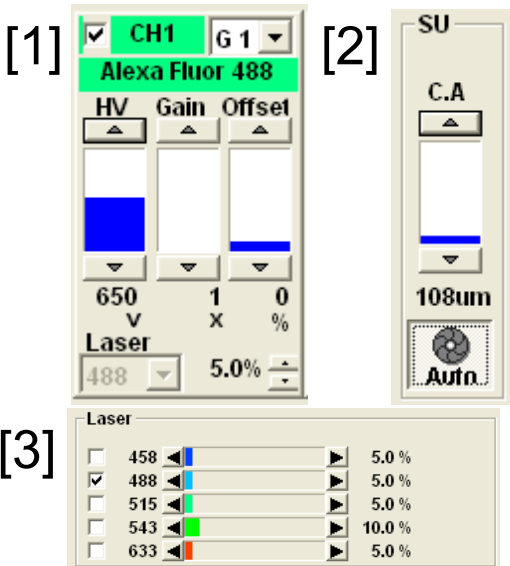 [1]
CH1 G 1
Alexa Fluor 488
HV Gain Offset
650 1 0
V X %
Laser
488 5.0%
[2]
SU
C.A
108um
Auto
[3]
Laser
458 5.0 %
488 5.0 %
515 5.0 %
543 10.0 %
633 5.0 %